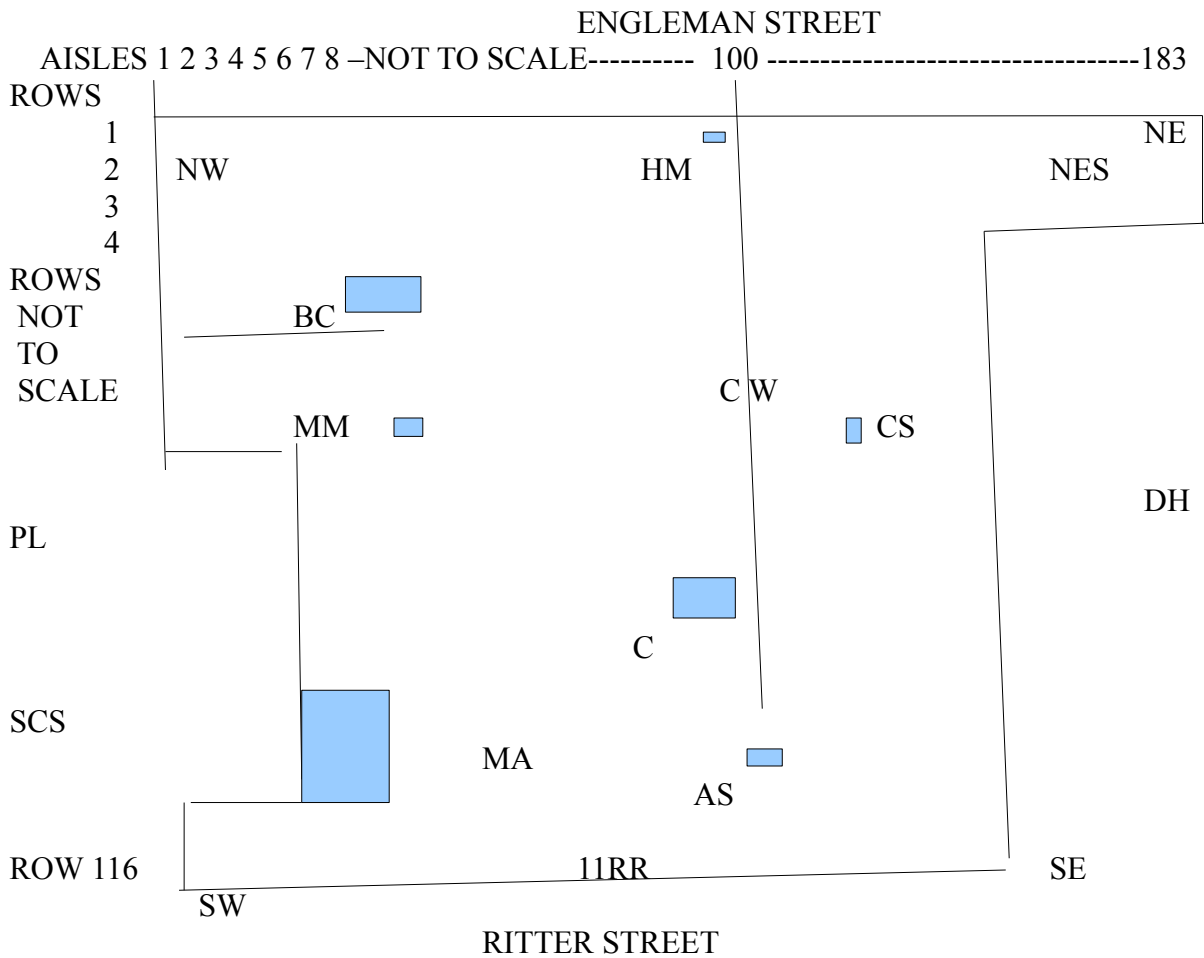 ENGLEMAN STREET
AISLES 1 2 3 4 5 6 7 8 –NOT TO SCALE---------- 100 ---------------------------------183
ROWS
1 NE
2 NW HM NES
3
4
ROWS
NOT BC
TO
SCALE C W
MM CS
DH
PL
C
SCS
MA
AS
ROW 116 11RR SE
SW
RITTER STREET